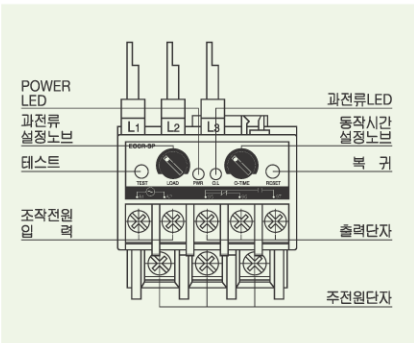 POWER
LED
과전류
설정노브
테스트
조작전원
입 력
과전류LED
동작시간
설정노브
복 귀
출력단자
주전원단자
L1 L2 L3
EOCR-SP
TEST LOAD PWR O.L O-TIME RESET